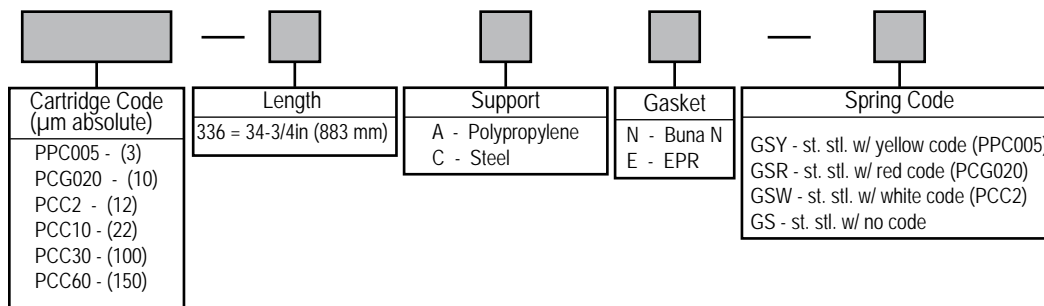 Cartridge Code
(µm absolute)
PPC005 - (3)
PCG020 - (10)
PCC2 - (12)
PCC10 - (22)
PCC30 - (100)
PCC60 - (150)
Length
336 = 34-3/4in (883 mm)
Support
A - Polypropylene
C - Steel
Gasket
N - Buna N
E - EPR
Spring Code
GSY - st. stl. w/ yellow code (PPC005)
GSR - st. stl. w/ red code (PCG020)
GSW - st. stl. w/ white code (PCC2)
GS - st. stl. w/ no code